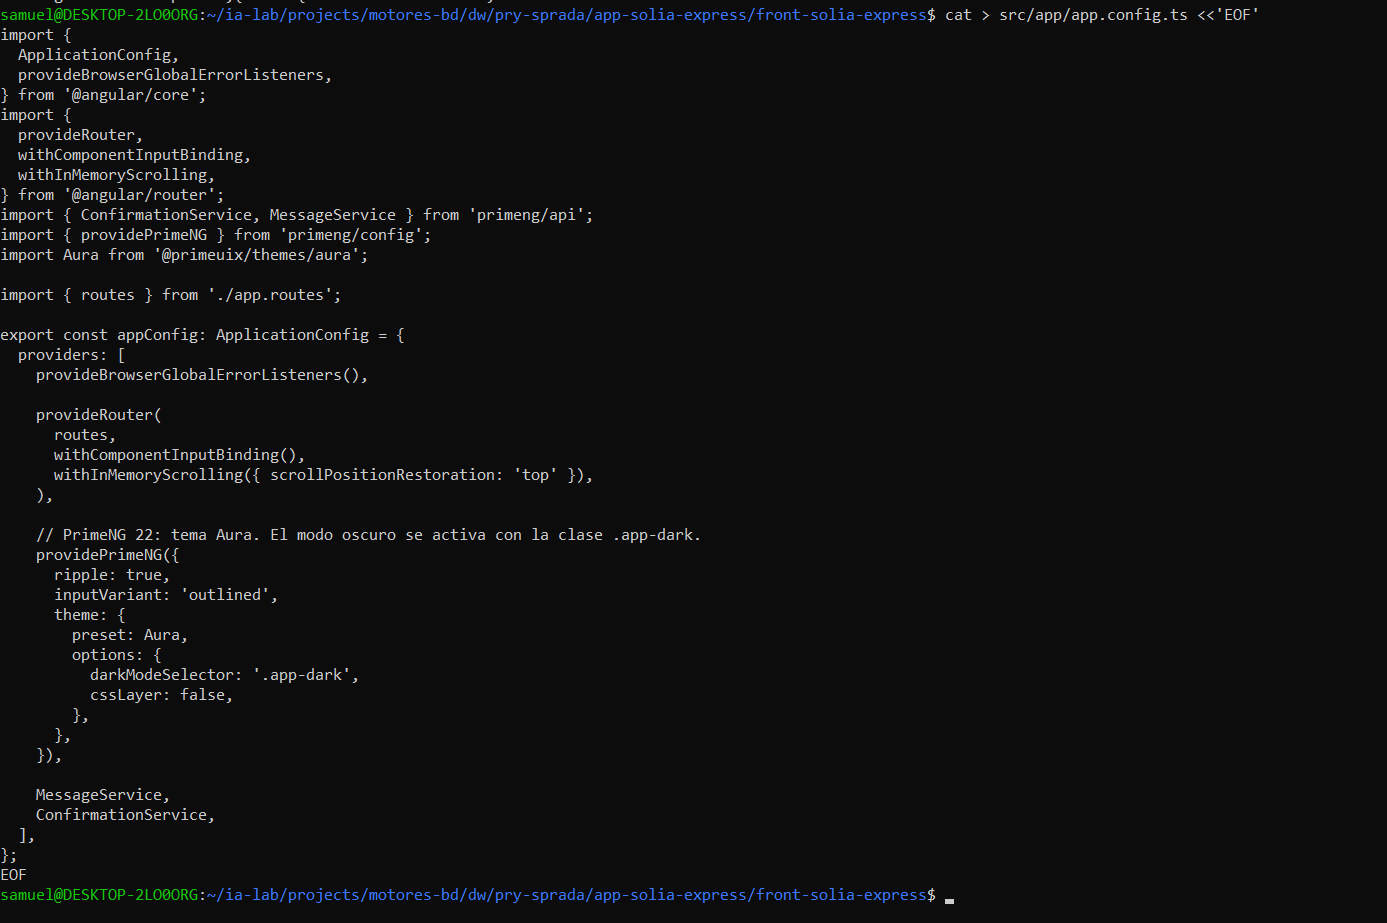 samuel@DESKTOP-2LO0ORG:~/ia-lab/projects/motores-bd/dw/pry-sprada/app-solia-express/front-solia-express$ cat > src/app/app.config.ts <<'EOF'
import {
  ApplicationConfig,
  provideBrowserGlobalErrorListeners,
} from '@angular/core';
import {
  provideRouter,
  withComponentInputBinding,
  withInMemoryScrolling,
} from '@angular/router';
import { ConfirmationService, MessageService } from 'primeng/api';
import { providePrimeNG } from 'primeng/config';
import Aura from '@primeuix/themes/aura';

import { routes } from './app.routes';

export const appConfig: ApplicationConfig = {
  providers: [
    provideBrowserGlobalErrorListeners(),

    provideRouter(
      routes,
      withComponentInputBinding(),
      withInMemoryScrolling({ scrollPositionRestoration: 'top' }),
    ),

    // PrimeNG 22: tema Aura. El modo oscuro se activa con la clase .app-dark.
    providePrimeNG({
      ripple: true,
      inputVariant: 'outlined',
      theme: {
        preset: Aura,
        options: {
          darkModeSelector: '.app-dark',
          cssLayer: false,
        },
      },
    }),

    MessageService,
    ConfirmationService,
  ],
};
EOF
samuel@DESKTOP-2LO0ORG:~/ia-lab/projects/motores-bd/dw/pry-sprada/app-solia-express/front-solia-express$